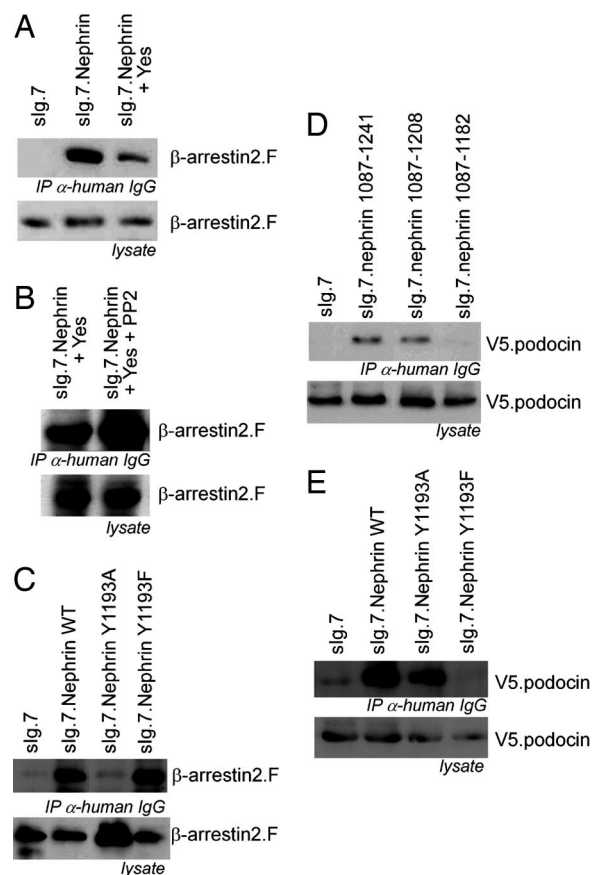 A
sIg.7
sIg.7.Nephrin
sIg.7.Nephrin
+ Yes
β-arrestin2.F
IP α-human IgG
β-arrestin2.F
lysate
B
sIg.7.Nephrin
+ Yes
sIg.7.Nephrin
+ Yes + PP2
β-arrestin2.F
IP α-human IgG
β-arrestin2.F
lysate
C
sIg.7
sIg.7.Nephrin WT
sIg.7.Nephrin Y1193A
sIg.7.Nephrin Y1193F
β-arrestin2.F
IP α-human IgG
β-arrestin2.F
lysate
D
sIg.7
sIg.7.nephrin 1087-1241
sIg.7.nephrin 1087-1208
sIg.7.nephrin 1087-1182
V5.podocin
IP α-human IgG
V5.podocin
lysate
E
sIg.7
sIg.7.Nephrin WT
sIg.7.Nephrin Y1193A
sIg.7.Nephrin Y1193F
V5.podocin
IP α-human IgG
V5.podocin
lysate